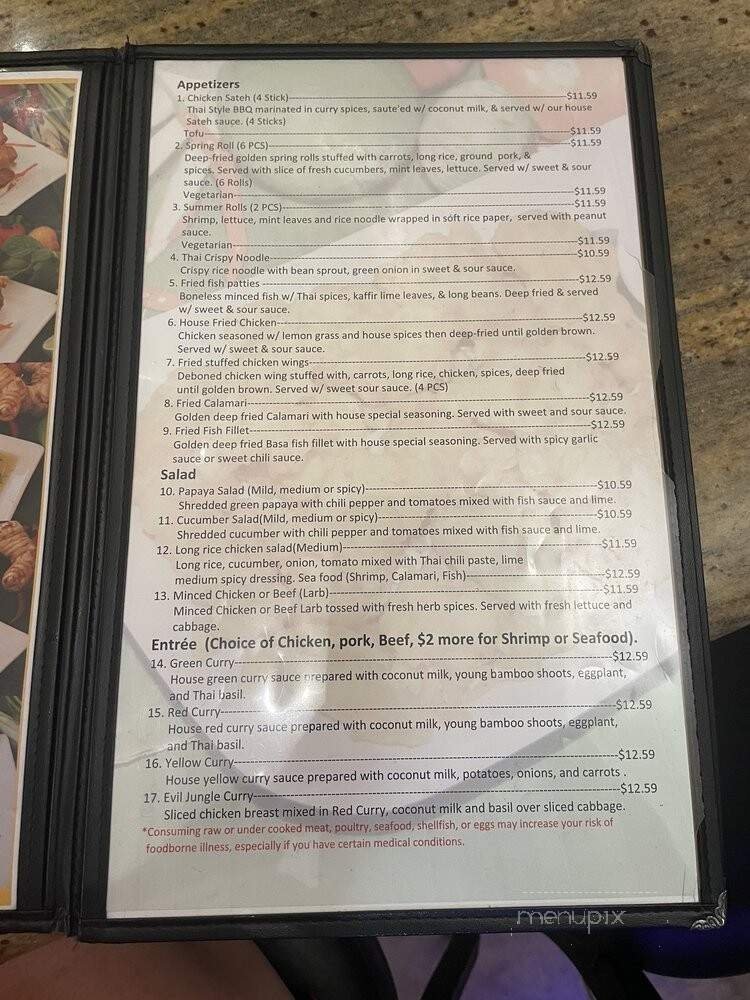 Appetizers
1. Chicken Sateh (4 Stick)---$11.59
Thai Style BBQ marinated in curry spices, saute'ed w/ coconut milk, & served w/ our house
Sateh sauce. (4 Sticks)
Tofu---$11.59
2. Spring Roll (6 PCS)---$11.59
Deep-fried golden spring rolls stuffed with carrots, long rice, ground pork, &
spices. Served with slice of fresh cucumbers, mint leaves, lettuce. Served w/ sweet & sour
sauce. (6 Rolls)
Vegetarian---$11.59
3. Summer Rolls (2 PCS)---$11.59
Shrimp, lettuce, mint leaves and rice noodle wrapped in soft rice paper, served with peanut
sauce.
Vegetarian---$11.59
4. Thai Crispy Noodle---$10.59
Crispy rice noodle with bean sprout, green onion in sweet & sour sauce.
5. Fried fish patties---$12.59
Boneless minced fish w/ Thai spices, kaffir lime leaves, & long beans. Deep fried & served
w/ sweet & sour sauce.
6. House Fried Chicken---$12.59
Chicken seasoned w/ lemon grass and house spices then deep-fried until golden brown.
Served w/ sweet & sour sauce.
7. Fried stuffed chicken wings---$12.59
Deboned chicken wing stuffed with, carrots, long rice, chicken, spices, deep fried
until golden brown. Served w/ sweet sour sauce. (4 PCS)
8. Fried Calamari---$12.59
Golden deep fried Calamari with house special seasoning. Served with sweet and sour sauce.
9. Fried Fish Fillet---$12.59
Golden deep fried Basa fish fillet with house special seasoning. Served with spicy garlic
sauce or sweet chili sauce.
Salad
10. Papaya Salad (Mild, medium or spicy)---$10.59
Shredded green papaya with chili pepper and tomatoes mixed with fish sauce and lime.
11. Cucumber Salad(Mild, medium or spicy)---$10.59
Shredded cucumber with chili pepper and tomatoes mixed with fish sauce and lime.
12. Long rice chicken salad(Medium)---$11.59
Long rice, cucumber, onion, tomato mixed with Thai chili paste, lime
medium spicy dressing. Sea food (Shrimp, Calamari, Fish)---$12.59
13. Minced Chicken or Beef (Larb)---$11.59
Minced Chicken or Beef Larb tossed with fresh herb spices. Served with fresh lettuce and
cabbage.
Entrée (Choice of Chicken, pork, Beef, $2 more for Shrimp or Seafood).
14. Green Curry---$12.59
House green curry sauce prepared with coconut milk, young bamboo shoots, eggplant,
and Thai basil.
15. Red Curry---$12.59
House red curry sauce prepared with coconut milk, young bamboo shoots, eggplant,
and Thai basil.
16. Yellow Curry---$12.59
House yellow curry sauce prepared with coconut milk, potatoes, onions, and carrots .
17. Evil Jungle Curry---$12.59
Sliced chicken breast mixed in Red Curry, coconut milk and basil over sliced cabbage.
*Consuming raw or under cooked meat, poultry, seafood, shellfish, or eggs may increase your risk of
foodborne illness, especially if you have certain medical conditions.
menupix